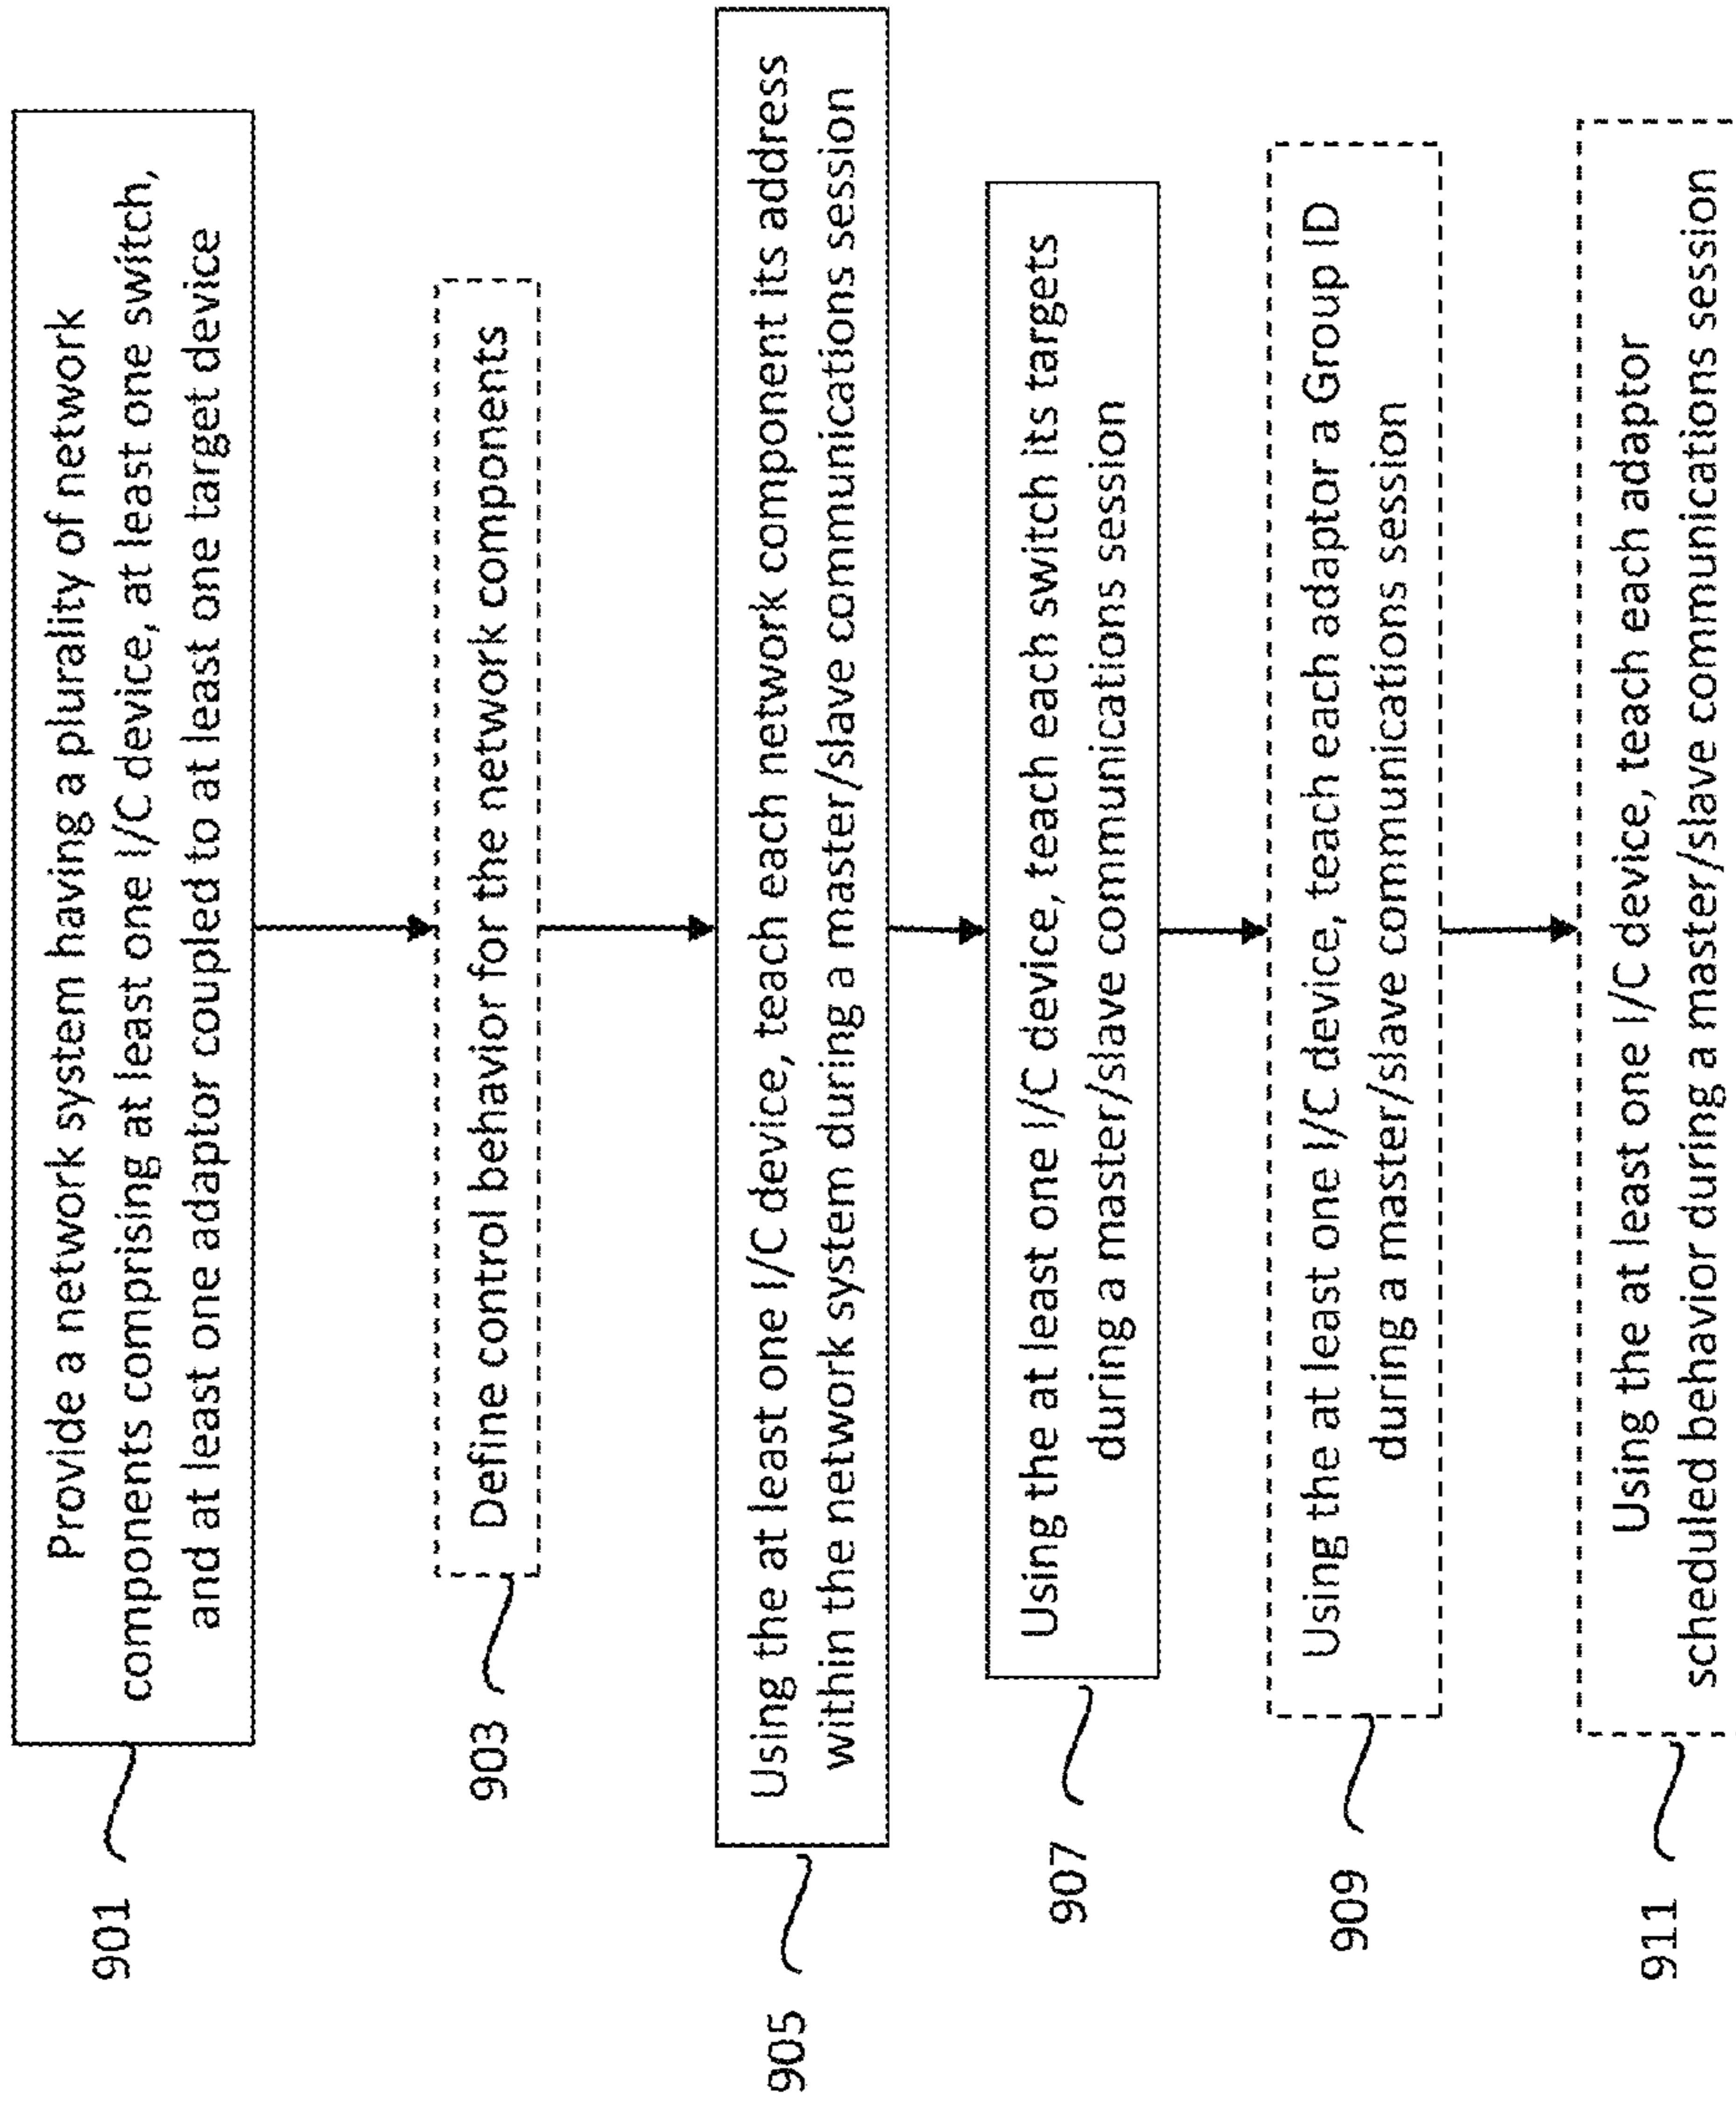 901
Provide a network system having a plurality of network
components comprising at least one I/C device, at least one switch,
and at least one adaptor coupled to at least one target device
903
Define control behavior for the network components
905
Using the at least one I/C device, teach each network component its address
within the network system during a master/slave communications session
907
Using the at least one I/C device, teach each switch its targets
during a master/slave communications session
909
Using the at least one I/C device, teach each adaptor a Group ID
during a master/slave communications session
911
Using the at least one I/C device, teach each adaptor
scheduled behavior during a master/slave communications session